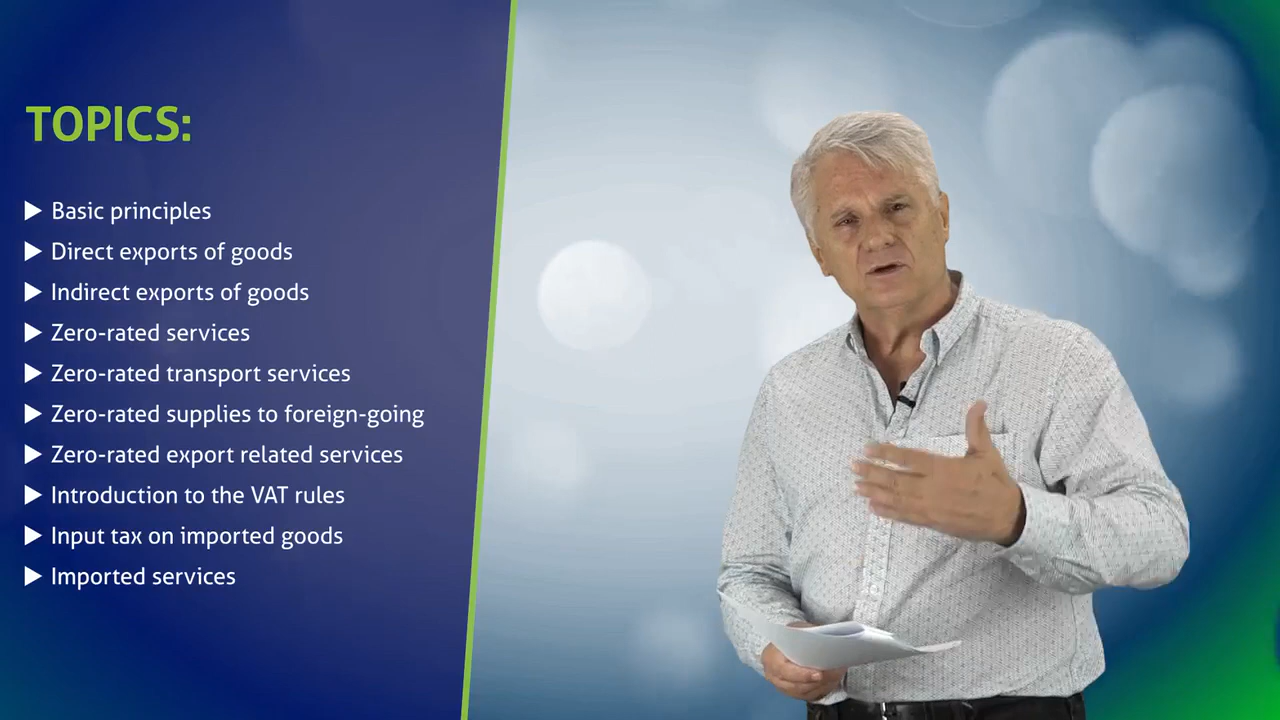 TOPICS:
Basic principles
Direct exports of goods
Indirect exports of goods
Zero-rated services
Zero-rated transport services
Zero-rated supplies to foreign-going
Zero-rated export related services
Introduction to the VAT rules
Input tax on imported goods
Imported services